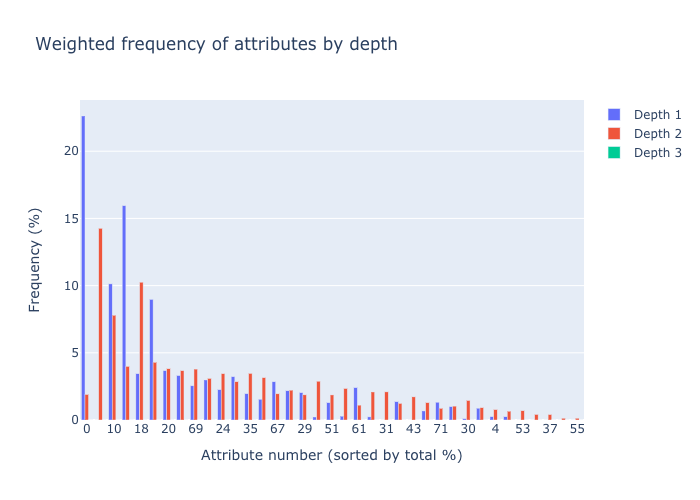 Weighted frequency of attributes by depth
Depth 1
Depth 2
Depth 3
Frequency (%)
20
15
10
5
0
0 10 18 20 69 24 35 67 29 51 61 31 43 71 30 4 53 37 55
Attribute number (sorted by total %)